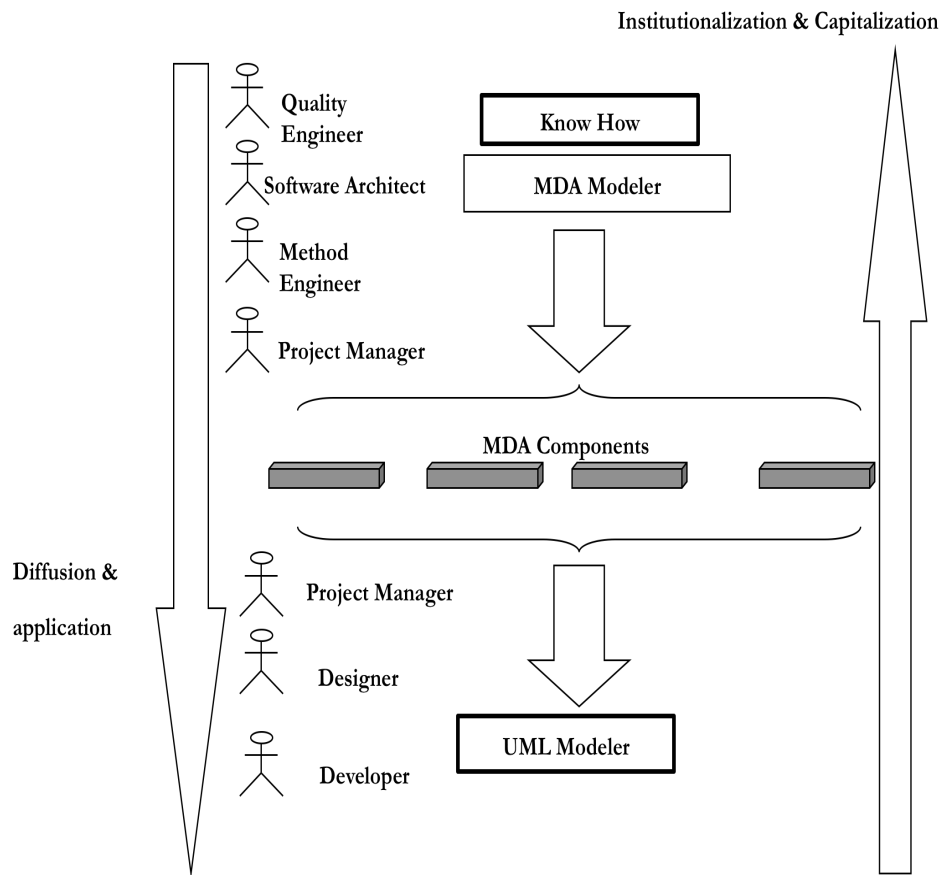 Institutionalization & Capitalization
Quality
Engineer
Know How
Software Architect
MDA Modeler
Method
Engineer
Project Manager
MDA Components
Diffusion &
application
Project Manager
Designer
UML Modeler
Developer